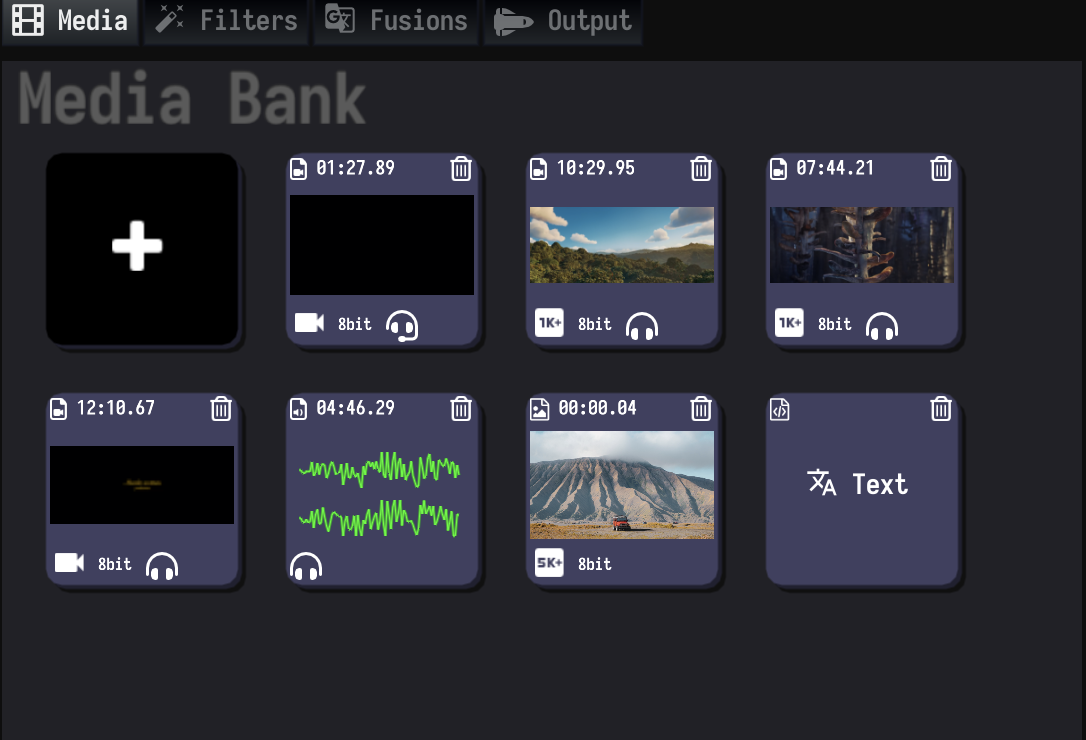 Media Filters Fusions Output
Media Bank
01:27.89 10:29.95 07:44.21
8bit 1K+ 8bit 1K+ 8bit
12:10.67 04:46.29 00:00.04
Text
8bit 5K+ 8bit